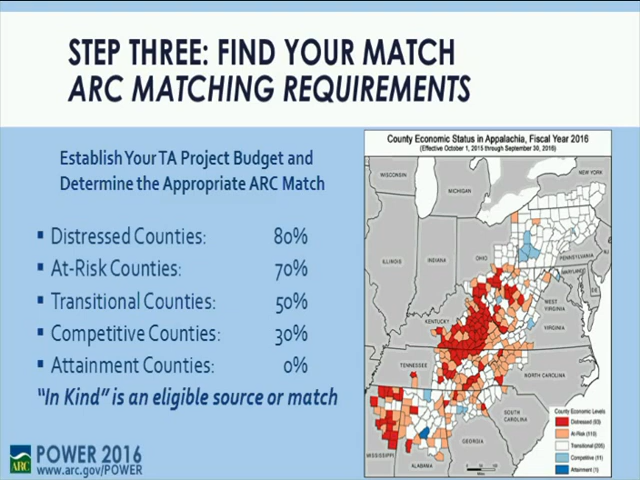 STEP THREE: FIND YOUR MATCH
ARC MATCHING REQUIREMENTS
Establish Your TA Project Budget and
Determine the Appropriate ARC Match
▪ Distressed Counties: 80%
▪ At-Risk Counties: 70%
▪ Transitional Counties: 50%
▪ Competitive Counties: 30%
▪ Attainment Counties: 0%
"In Kind" is an eligible source or match
ARC
POWER 2016
www.arc.gov/POWER
County Economic Status in Appalachia, Fiscal Year 2016
(Effective October 1, 2015 through September 30, 2016)
WISCONSIN
MICHIGAN
NEW YORK
ILLINOIS
INDIANA
OHIO
PENNSYLVANIA
NJ
MARYLAND
DE
WEST
VIRGINIA
VIRGINIA
KENTUCKY
TENNESSEE
NORTH CAROLINA
SOUTH
CAROLINA
GEORGIA
ALABAMA
MISSISSIPPI
County Economic Levels
Distressed (93)
At-Risk
Transitional
Competitive (11)
Attainment (1)